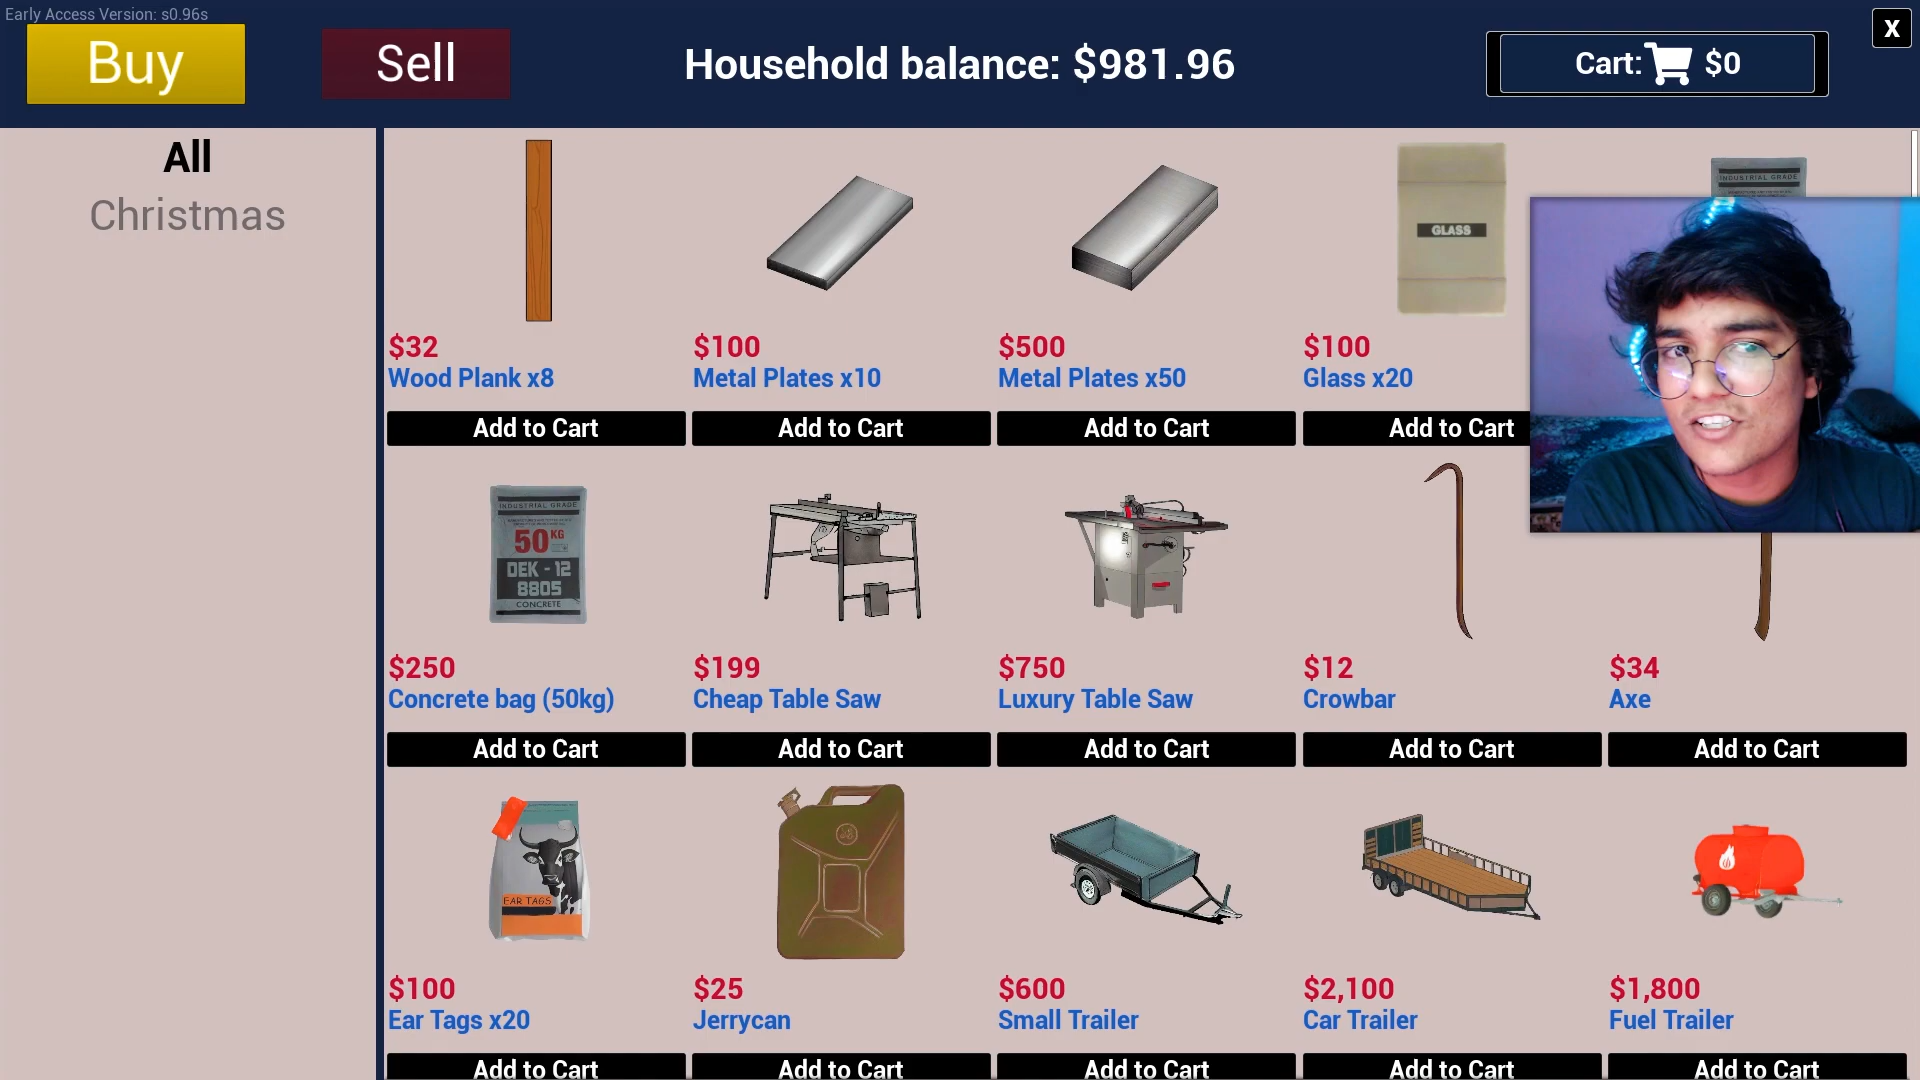 Early Access Version: s0.96s
Buy
Sell
Household balance: $981.96
Cart: $0
X
All
Christmas
GLASS
INDUSTRIAL GRADE
$32
$100
$500
$100
Wood Plank x8
Metal Plates x10
Metal Plates x50
Glass x20
Add to Cart
Add to Cart
Add to Cart
Add to Cart
INDUSTRIAL GRADE
50 KG
DEK - 12
8805
CONCRETE
$250
$199
$750
$12
$34
Concrete bag (50kg)
Cheap Table Saw
Luxury Table Saw
Crowbar
Axe
Add to Cart
Add to Cart
Add to Cart
Add to Cart
Add to Cart
EAR TAGS
$100
$25
$600
$2,100
$1,800
Ear Tags x20
Jerrycan
Small Trailer
Car Trailer
Fuel Trailer
Add to Cart
Add to Cart
Add to Cart
Add to Cart
Add to Cart